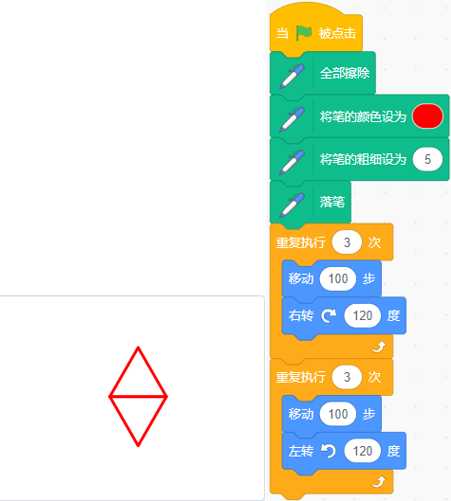 当 被点击
全部擦除
将笔的颜色设为
将笔的粗细设为 5
落笔
重复执行 3 次
移动 100 步
右转 120 度
重复执行 3 次
移动 100 步
左转 120 度